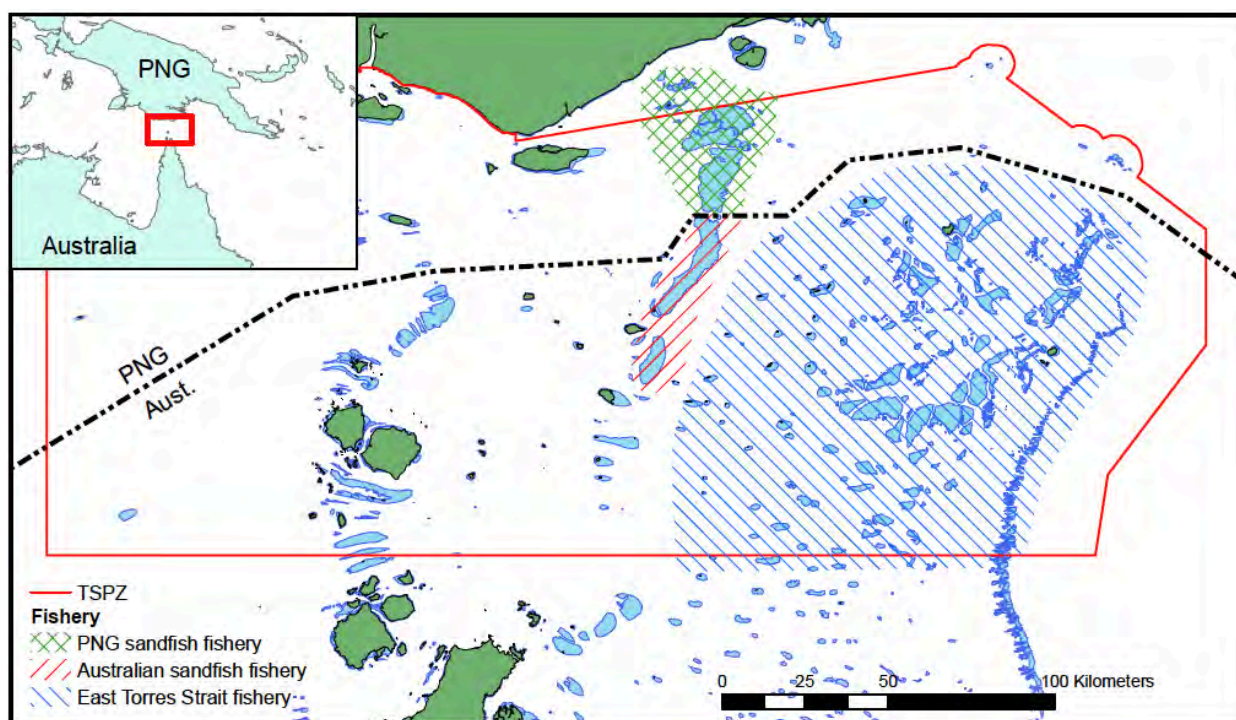 PNG
Australia
PNG
Aust.
TSPZ
Fishery
PNG sandfish fishery
Australian sandfish fishery
East Torres Strait fishery
0 25 50 100 Kilometers